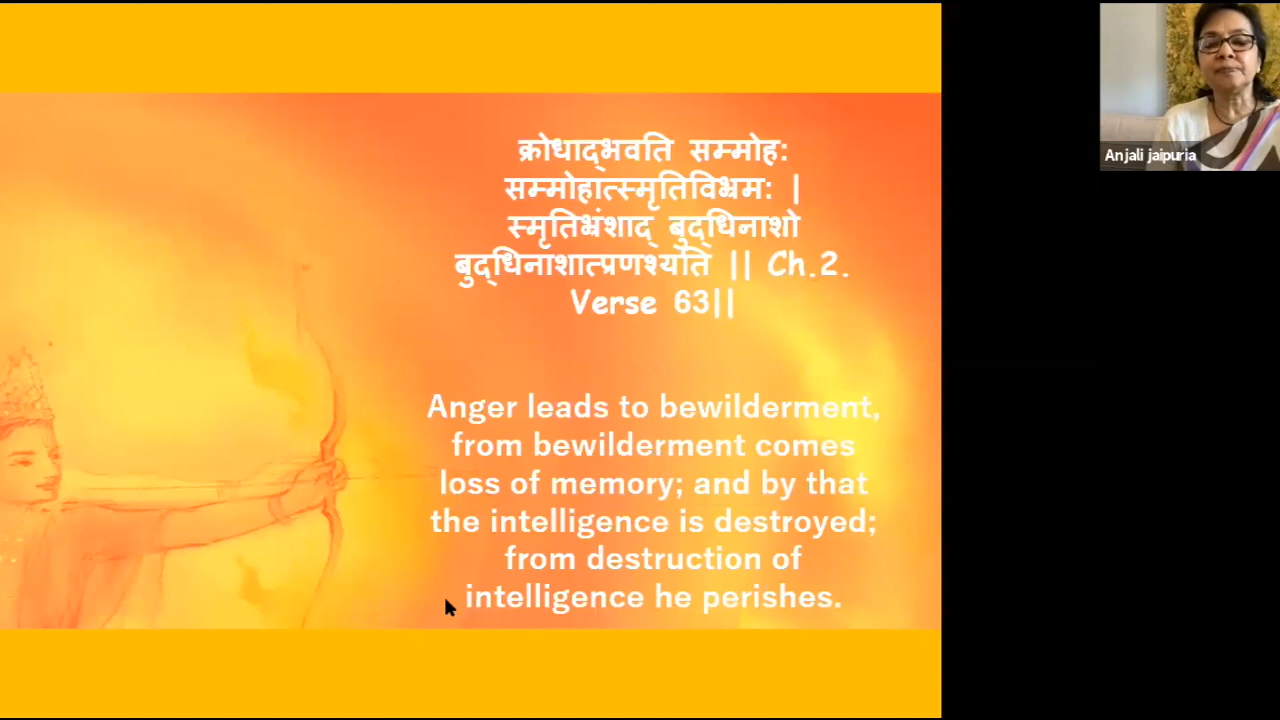 क्रोधाद्भवति सम्मोह:
सम्मोहात्स्मृतिविभ्रम: |
स्मृतिभ्रंशाद् बुद्धिनाशो
बुद्धिनाशात्प्रणश्यति || Ch.2.
Verse 63||
Anger leads to bewilderment,
from bewilderment comes
loss of memory; and by that
the intelligence is destroyed;
from destruction of
intelligence he perishes.
Anjali jaipuria